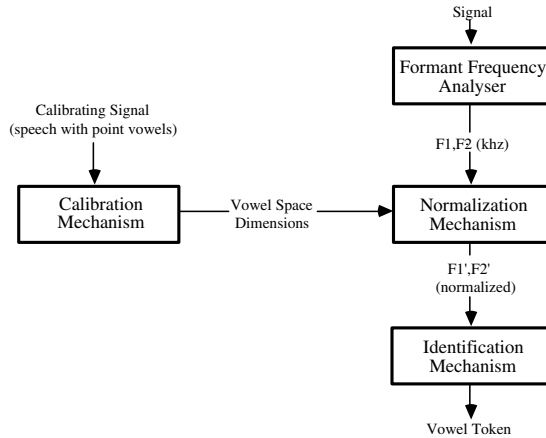 Signal
Formant Frequency
Analyser
Calibrating Signal
(speech with point vowels)
F1,F2 (khz)
Calibration
Mechanism
Vowel Space
Dimensions
Normalization
Mechanism
F1',F2'
(normalized)
Identification
Mechanism
Vowel Token